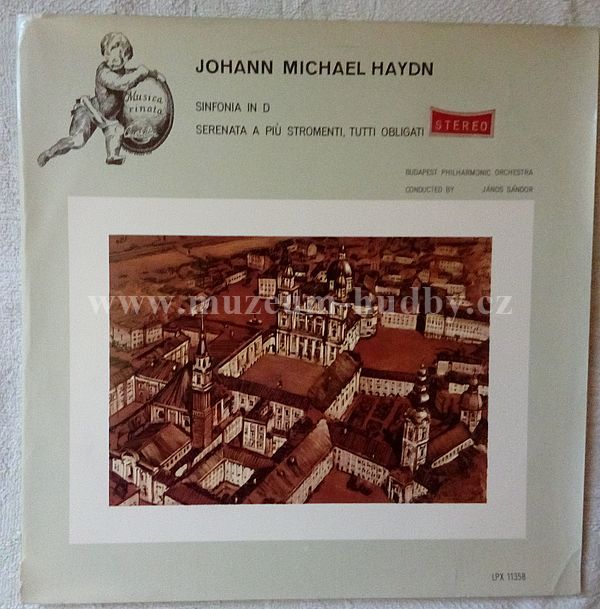 JOHANN MICHAEL HAYDN
Musica
rinata
SINFONIA IN D
SERENATA A PIÙ STROMENTI, TUTTI OBLIGATI
STEREO
BUDAPEST PHILHARMONIC ORCHESTRA
CONDUCTED BY JÁNOS SÁNDOR
www.muzeum-hudby.cz
LPX 11358